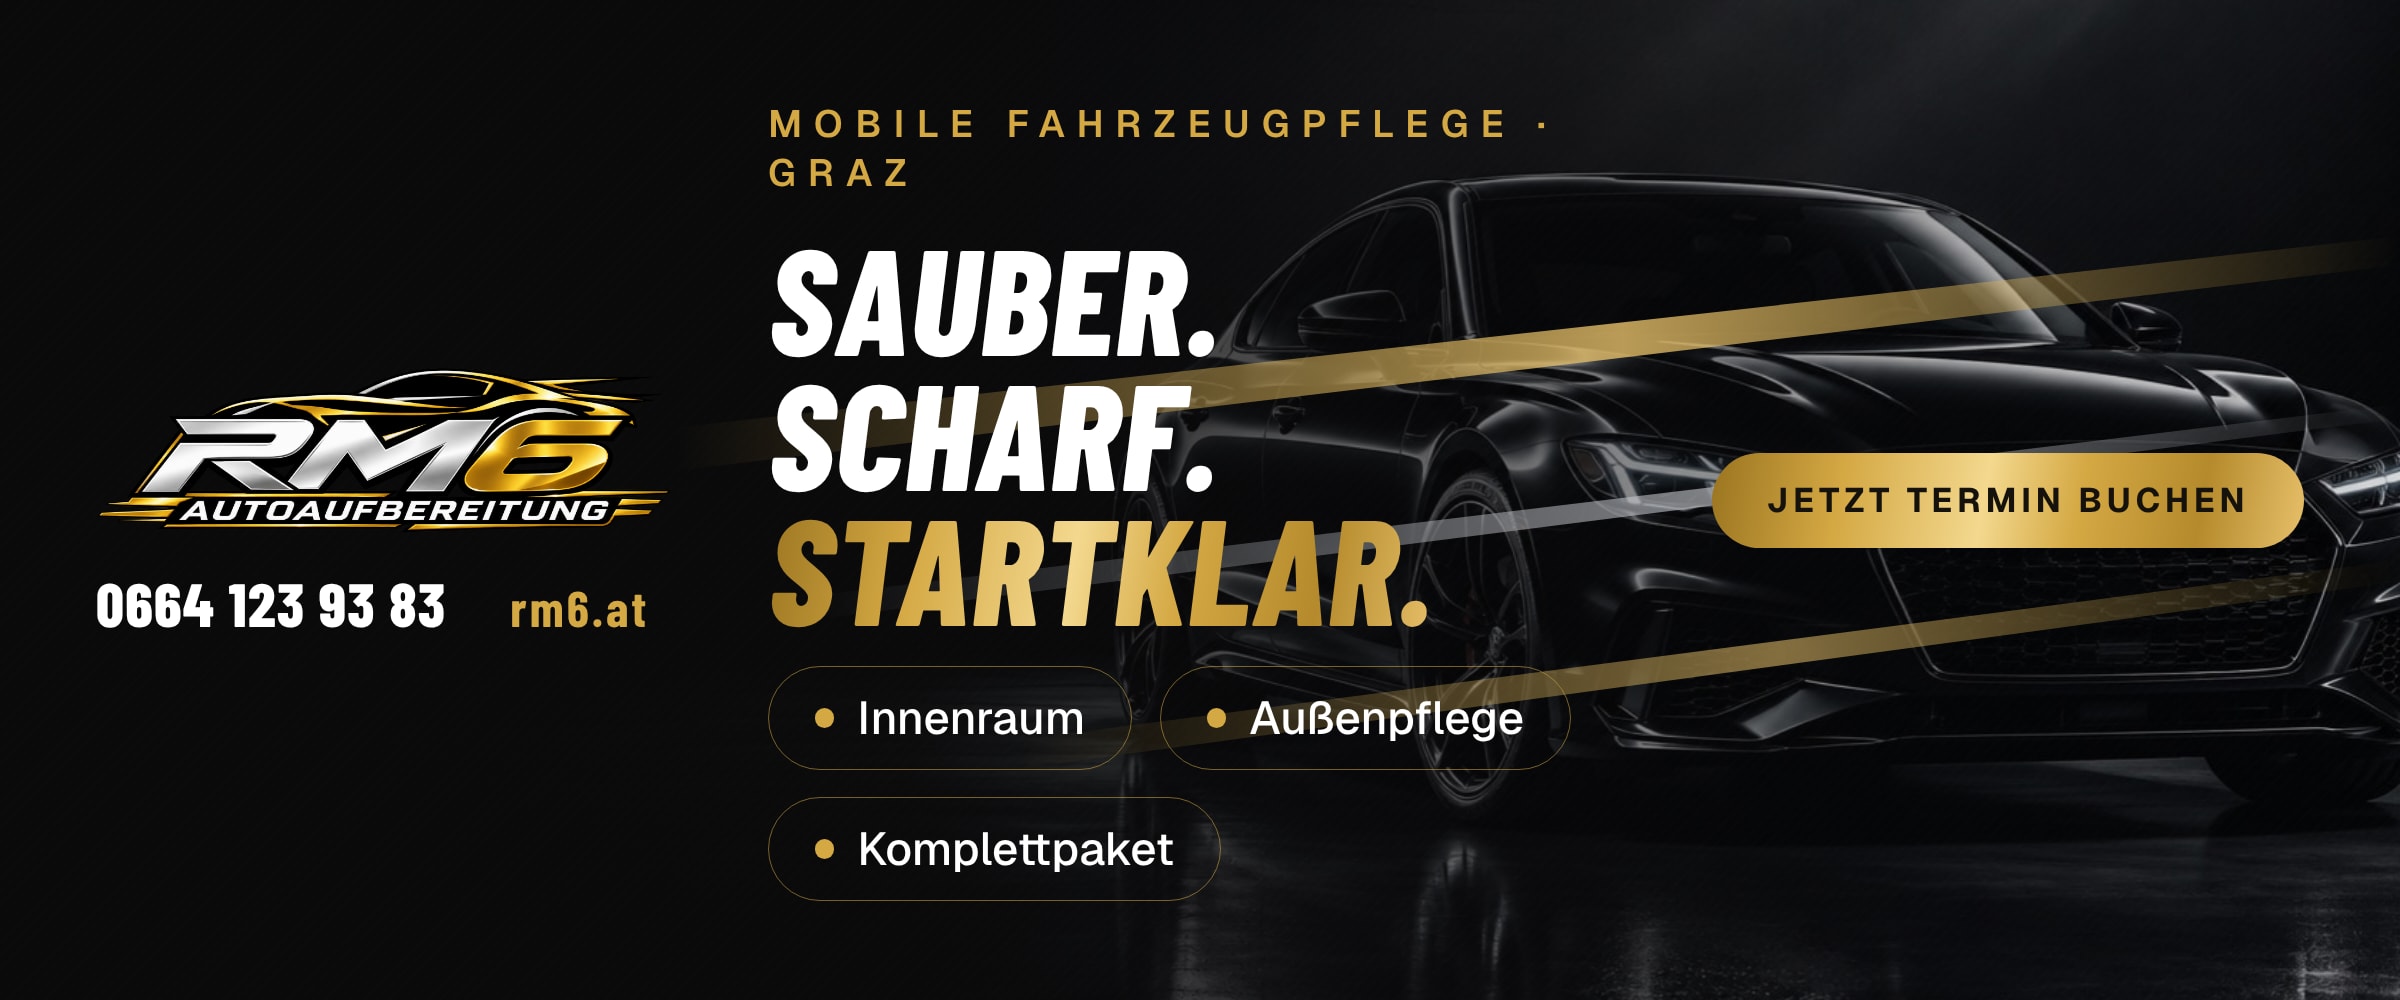 RM6
AUTOAUFBEREITUNG
0664 123 93 83
rm6.at
MOBILE FAHRZEUGPFLEGE ·
GRAZ
SAUBER.
SCHARF.
STARTKLAR.
Innenraum
Außenpflege
Komplettpaket
JETZT TERMIN BUCHEN